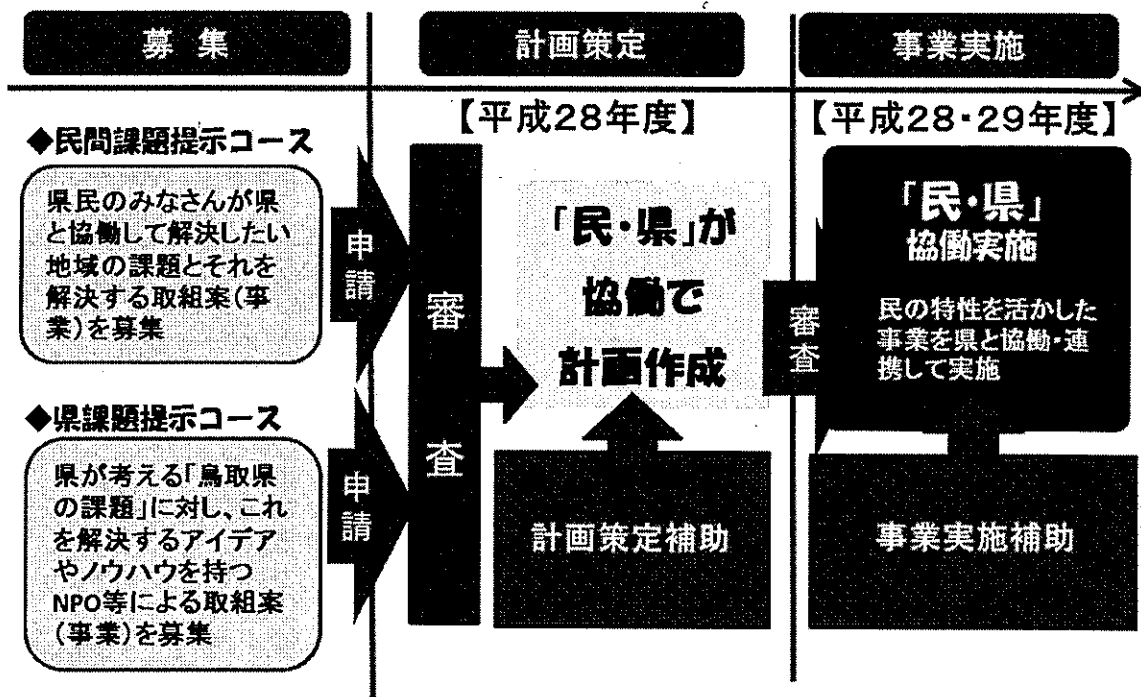 募 集
計画策定
事業実施
【平成28年度】
【平成28・29年度】
◆民間課題提示コース
県民のみなさんが県
と協働して解決したい
地域の課題とそれを
解決する取組案(事
業)を募集
申請
◆県課題提示コース
県が考える「鳥取県
の課題」に対し、これ
を解決するアイデア
やノウハウを持つ
NPO等による取組案
(事業)を募集
申請
審査
「民・県」が
協働で
計画作成
計画策定補助
審査
「民・県」
協働実施
民の特性を活かした
事業を県と協働・連
携して実施
事業実施補助